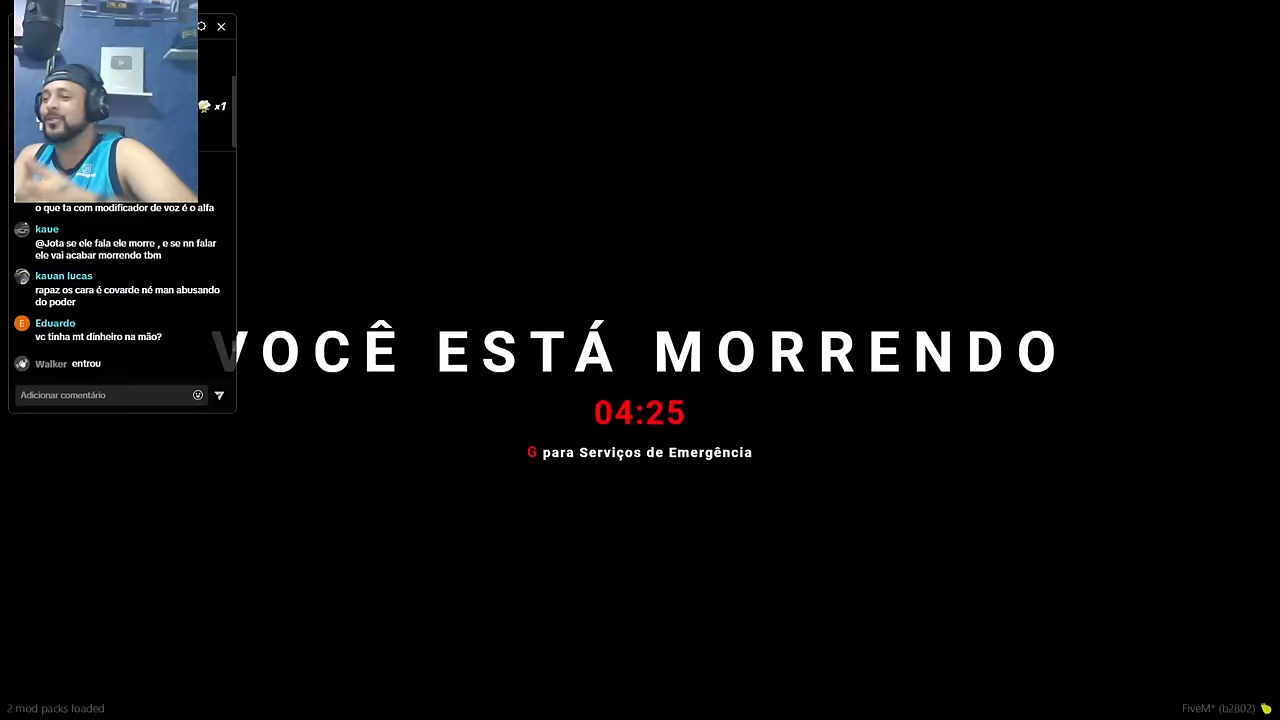 x1
o que ta com modificador de voz é o alfa
kaue
@Jota se ele fala ele morre , e se nn falar
ele vai acabar morrendo tbm
kauan lucas
rapaz os cara é covarde né man abusando
do poder
E Eduardo
vc tinha mt dinheiro na mão?
Walker entrou
Adicionar comentário
VOCÊ ESTÁ MORRENDO
04:25
G para Serviços de Emergência
2 mod packs loaded
FiveM* (b2802)